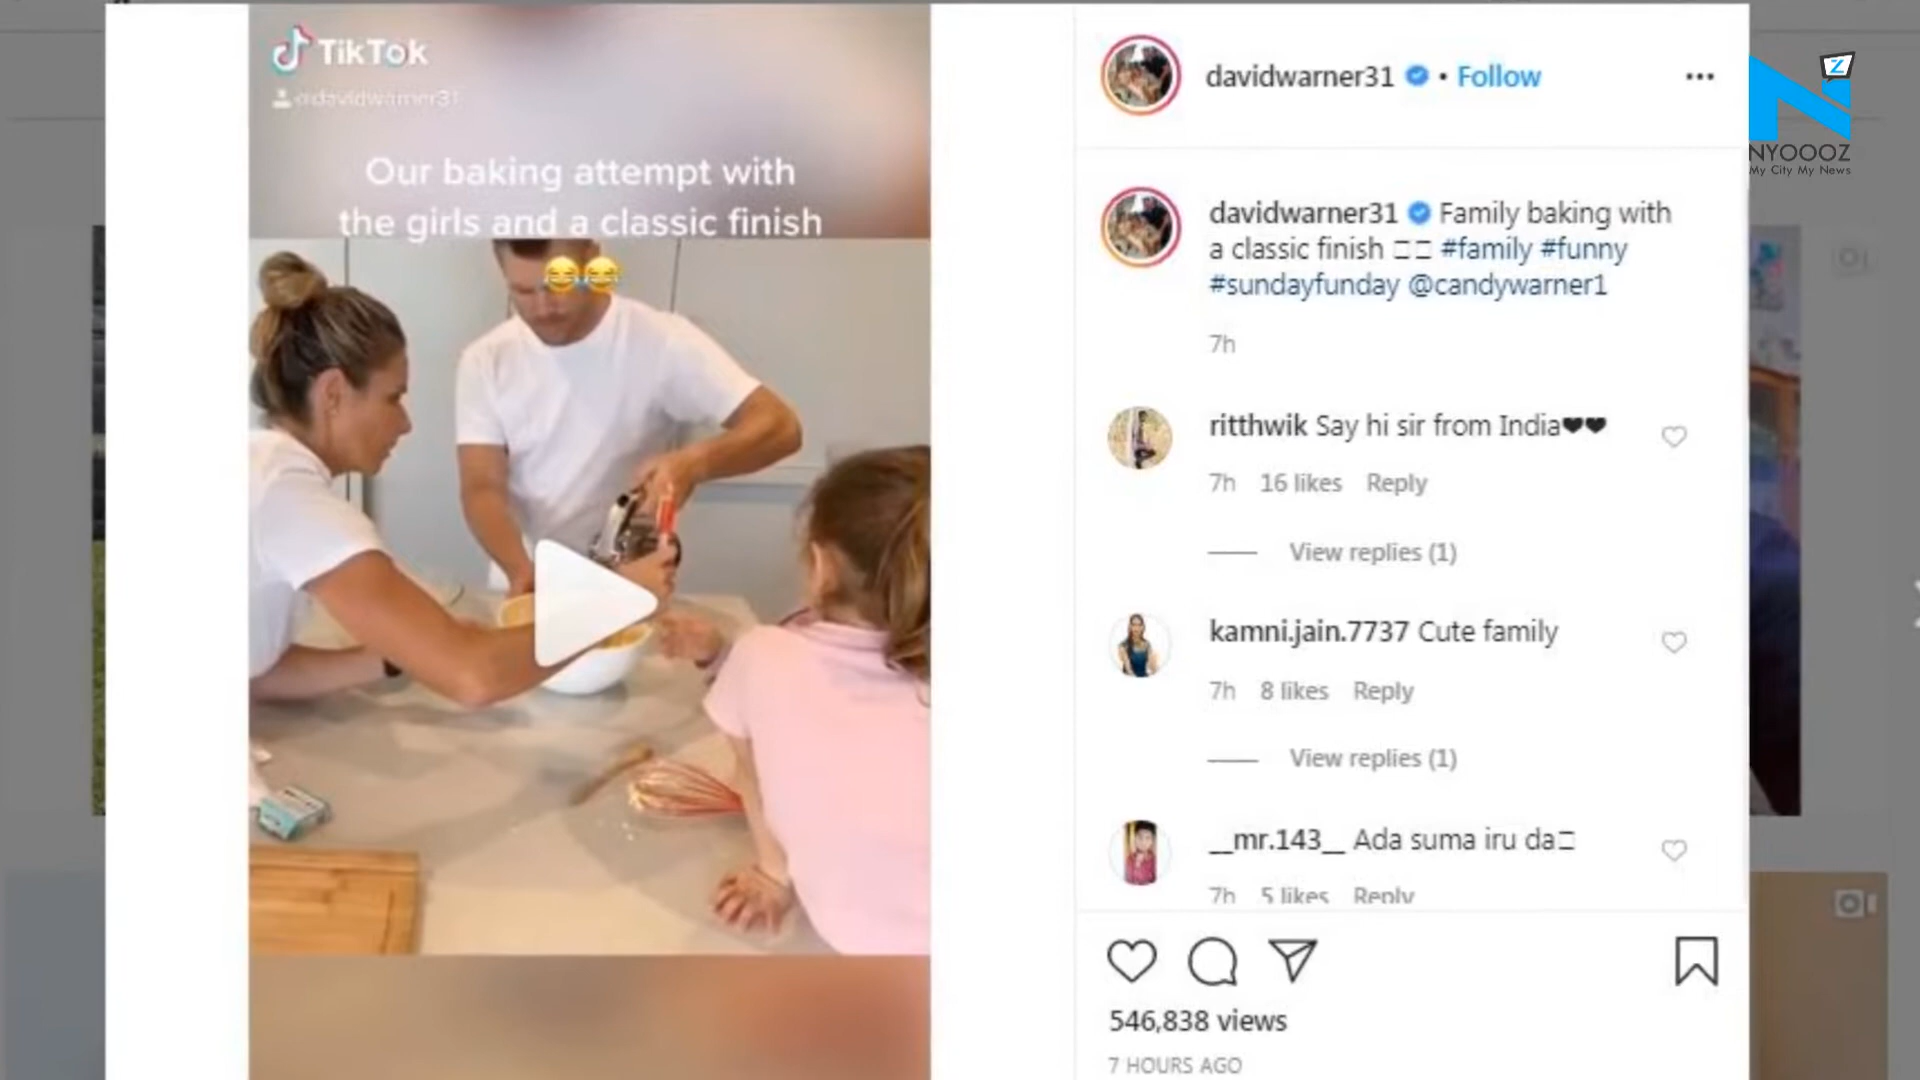 TikTok
@davidwarner31
Our baking attempt with
the girls and a classic finish
😂😂
davidwarner31 • Follow
NYOOOZ
My City My News
Z
davidwarner31 Family baking with
a classic finish □□ #family #funny
#sundayfunday @candywarner1
7h
ritthwik Say hi sir from India🖤🖤
7h 16 likes Reply
View replies (1)
kamni.jain.7737 Cute family
7h 8 likes Reply
View replies (1)
__mr.143__ Ada suma iru da□
7h 5 likes Reply
546,838 views
7 HOURS AGO